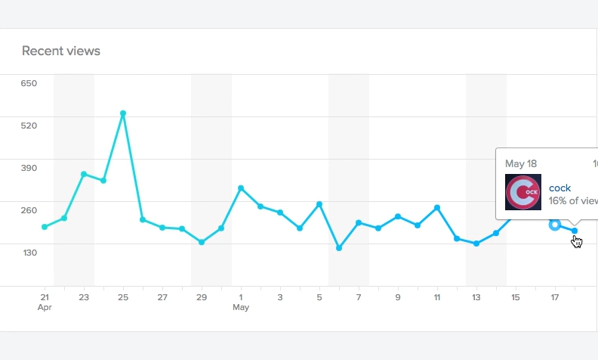 Recent views
650
520
390
260
130
May 18
cock
16% of view
COCK
21 23 25 27 29 1 3 5 7 9 11 13 15 17
Apr May